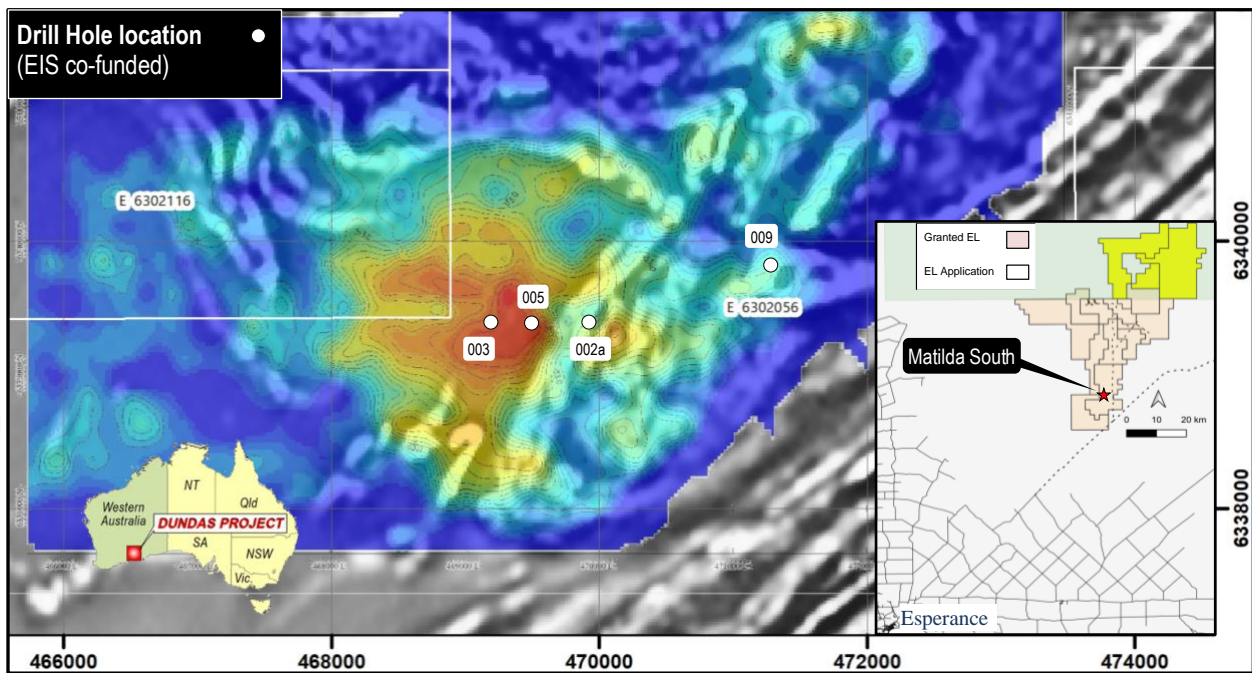 Drill Hole location
(EIS co-funded)
E 6302116
009
E 6302056
005
003
002a
Granted EL
EL Application
Matilda South
0 10 20 km
Esperance
NT
Western
Australia
Qld
DUNDAS PROJECT
SA
NSW
Vic.
6340000
6338000
466000
468000
470000
472000
474000